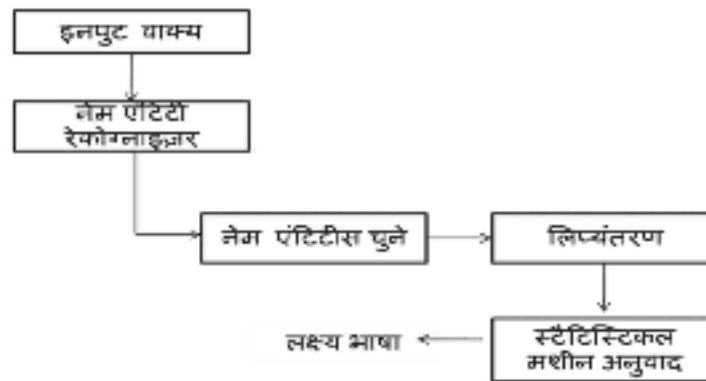 इनपुट वाक्य
नेम एंटिटी
रेकोग्नाइज़र
नेम एंटिटीस चुने
लिप्यंतरण
स्टैटिस्टिकल
मशीन अनुवाद
लक्ष्य भाषा